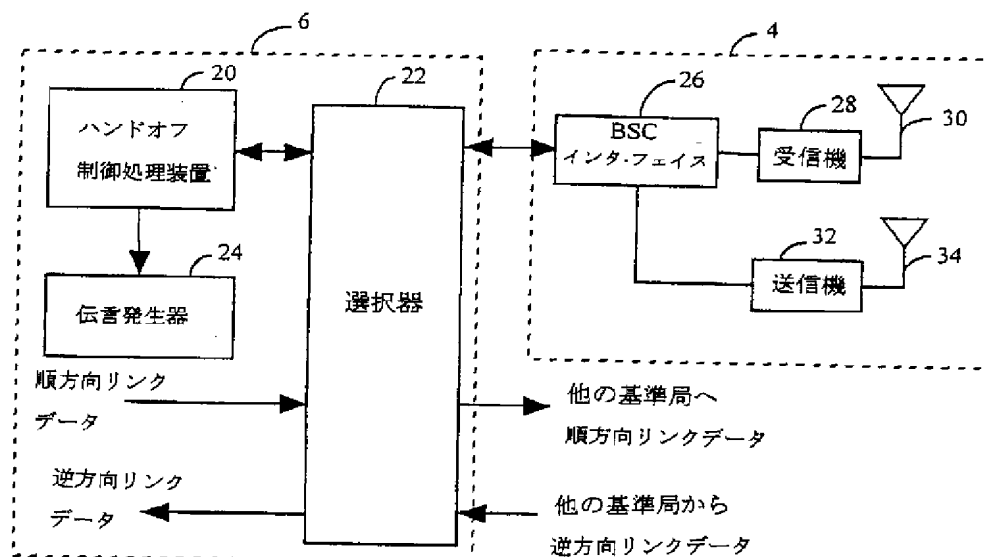 6
4
20
22
26
28
30
ハンドオフ
制御処理装置
BSC
インタ・フェイス
受信機
24
32
34
伝言発生器
選択器
送信機
順方向リンク
データ
他の基準局へ
順方向リンクデータ
逆方向リンク
データ
他の基準局から
逆方向リンクデータ